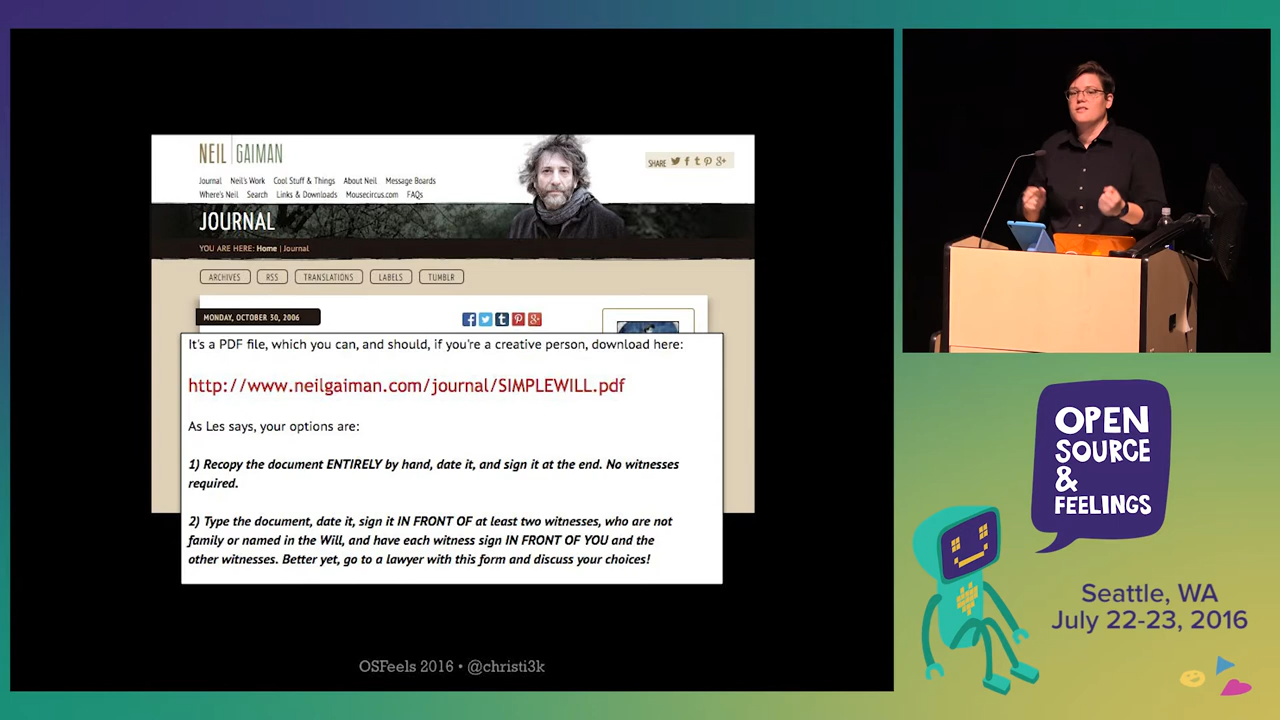 NEIL GAIMAN
SHARE
Journal Neil's Work Cool Stuff & Things About Neil Message Boards
Where's Neil Search Links & Downloads Mousecircus.com FAQs
JOURNAL
YOU ARE HERE: Home | Journal
ARCHIVES RSS TRANSLATIONS LABELS TUMBLR
MONDAY, OCTOBER 30, 2006
It's a PDF file, which you can, and should, if you're a creative person, download here:
http://www.neilgaiman.com/journal/SIMPLEWILL.pdf
As Les says, your options are:
1) Recopy the document ENTIRELY by hand, date it, and sign it at the end. No witnesses
required.
2) Type the document, date it, sign it IN FRONT OF at least two witnesses, who are not
family or named in the Will, and have each witness sign IN FRONT OF YOU and the
other witnesses. Better yet, go to a lawyer with this form and discuss your choices!
OSFeels 2016 • @christi3k
OPEN
SOURCE
&
FEELINGS
Seattle, WA
July 22-23, 2016